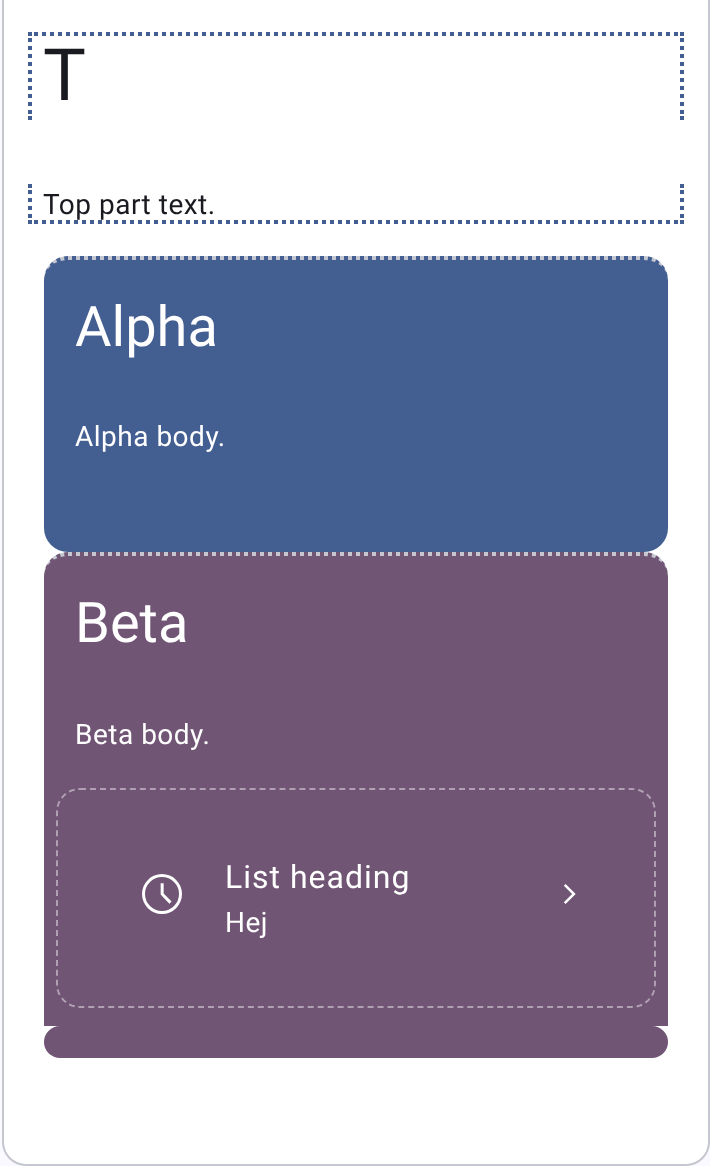 T
Top part text.
Alpha
Alpha body.
Beta
Beta body.
List heading
Hej